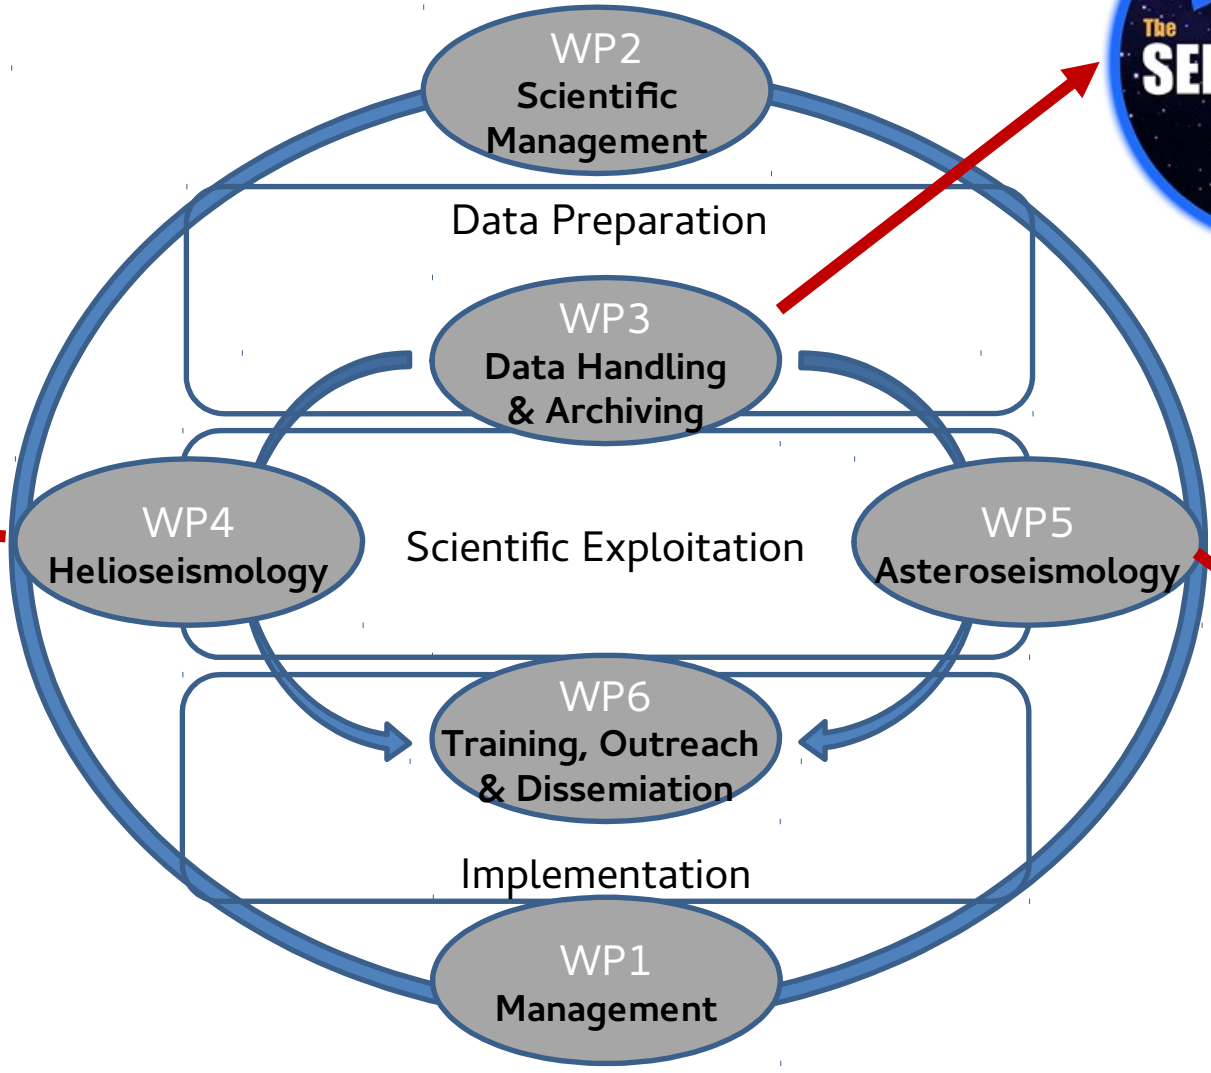 The
WP2
Scientific
Management
Data Preparation
WP3
Data Handling
& Archiving
WP4
Helioseismology
Scientific Exploitation
WP5
Asteroseismology
WP6
Training, Outreach
& Dissemiation
Implementation
WP1
Management